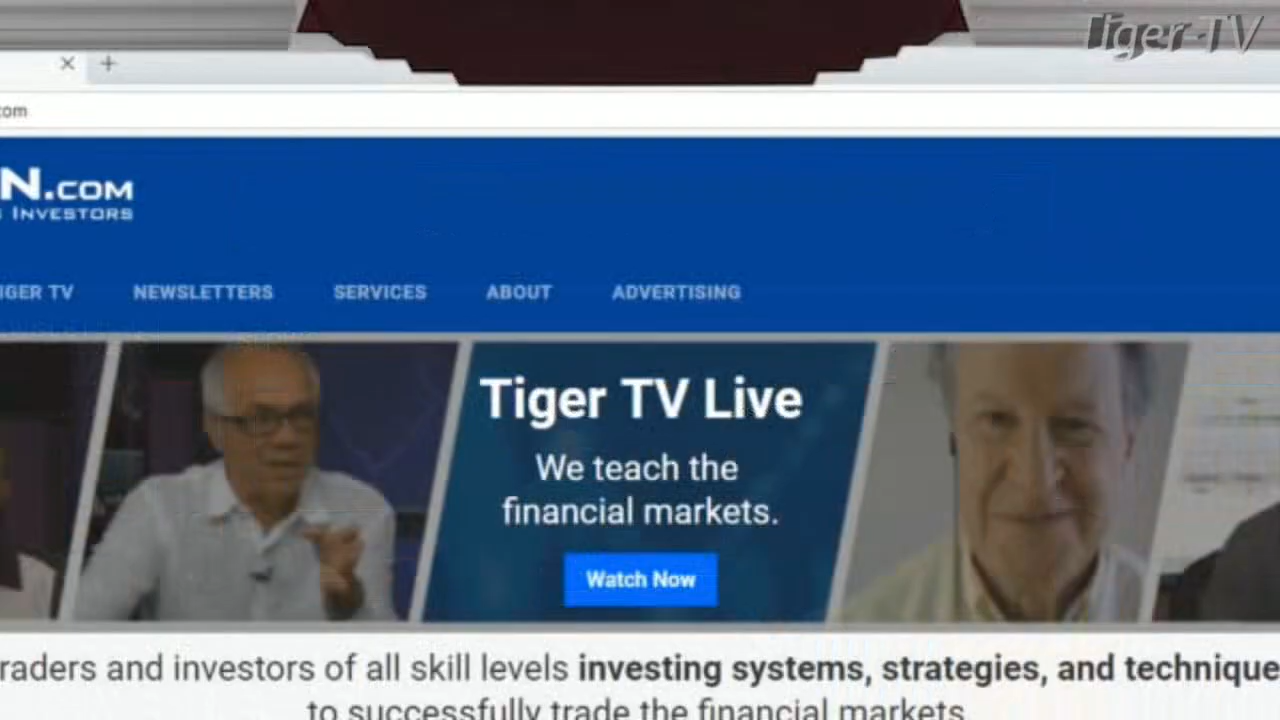 Tiger TV
com
N.COM
INVESTORS
IGER TV NEWSLETTERS SERVICES ABOUT ADVERTISING
Tiger TV Live
We teach the
financial markets.
Watch Now
raders and investors of all skill levels investing systems, strategies, and technique
to successfully trade the financial markets.